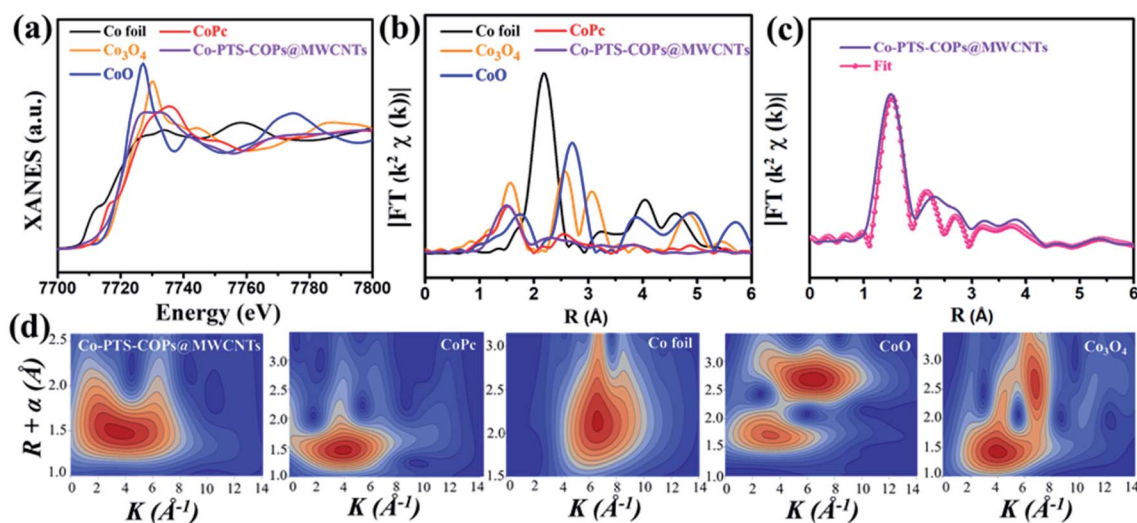 (a)
Co foil
CoPc
Co₃O₄
Co-PTS-COPs@MWCNTs
CoO
XANES (a.u.)
7700 7720 7740 7760 7780 7800
Energy (eV)
(b)
Co foil
CoPc
Co₃O₄
Co-PTS-COPs@MWCNTs
CoO
|FT (k² χ (k))|
0 1 2 3 4 5 6
R (Å)
(c)
Co-PTS-COPs@MWCNTs
Fit
|FT (k² χ (k))|
0 1 2 3 4 5 6
R (Å)
(d)
R + α (Å)
Co-PTS-COPs@MWCNTs
2.5
2.0
1.5
1.0
0 2 4 6 8 10 12 14
K (Å⁻¹)
CoPc
3.0
2.5
2.0
1.5
1.0
0 2 4 6 8 10 12 14
K (Å⁻¹)
Co foil
3.0
2.5
2.0
1.5
0 2 4 6 8 10 12 14
K (Å⁻¹)
CoO
3.0
2.5
2.0
1.5
1.0
0 2 4 6 8 10 12 14
K (Å⁻¹)
Co₃O₄
3.0
2.5
2.0
1.5
1.0
0 2 4 6 8 10 12 14
K (Å⁻¹)